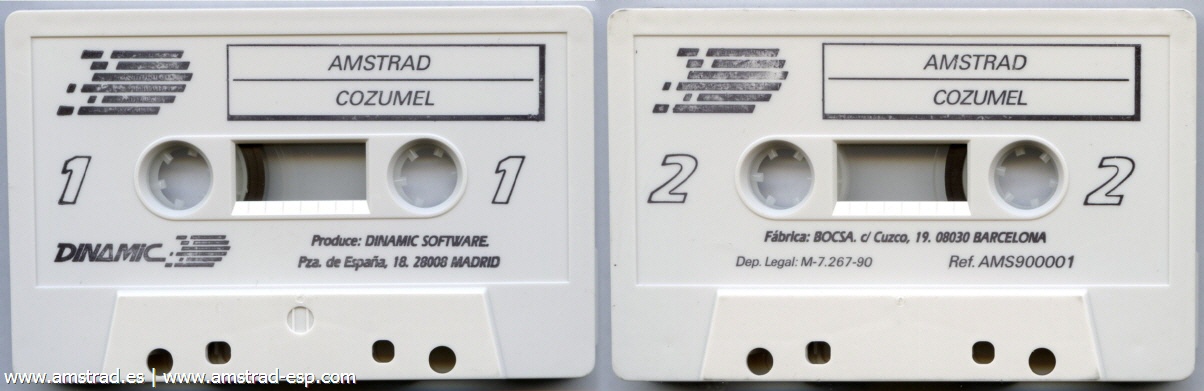 AMSTRAD
COZUMEL
1 1
DINAMIC
Produce: DINAMIC SOFTWARE.
Pza. de España, 18. 28008 MADRID
AMSTRAD
COZUMEL
2 2
Fábrica: BOCSA. c/ Cuzco, 19. 08030 BARCELONA
Dep. Legal: M-7.267-90 Ref. AMS900001
www.amstrad.es | www.amstrad-esp.com